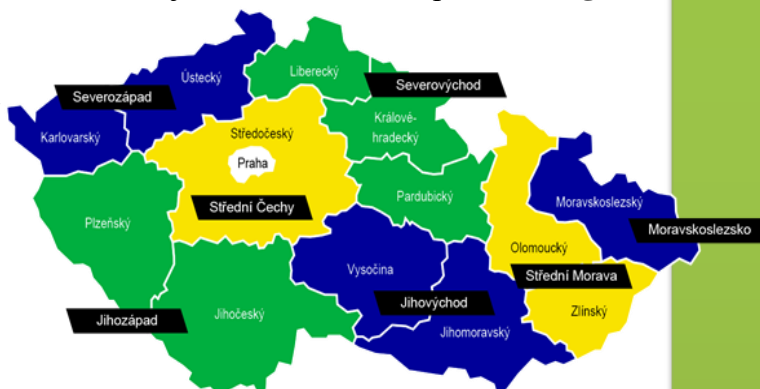 Ústecký
Liberecký
Severovýchod
Severozápad
Karlovarský
Středočeský
Králové-
hradecký
Praha
Střední Čechy
Pardubický
Moravskoslezský
Plzeňský
Moravskoslezsko
Olomoucký
Vysočina
Střední Morava
Jihovýchod
Jihozápad
Jihočeský
Zlínský
Jihomoravský